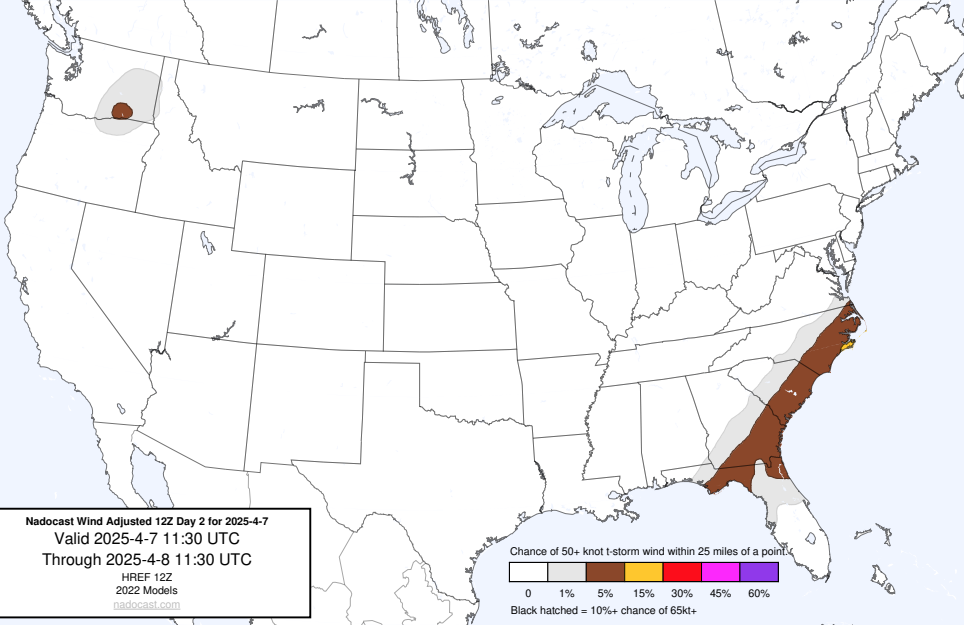 Nadocast Wind Adjusted 12Z Day 2 for 2025-4-7
Valid 2025-4-7 11:30 UTC
Through 2025-4-8 11:30 UTC
HREF 12Z
2022 Models
nadocast.com
Chance of 50+ knot t-storm wind within 25 miles of a point.
0 1% 5% 15% 30% 45% 60%
Black hatched = 10%+ chance of 65kt+